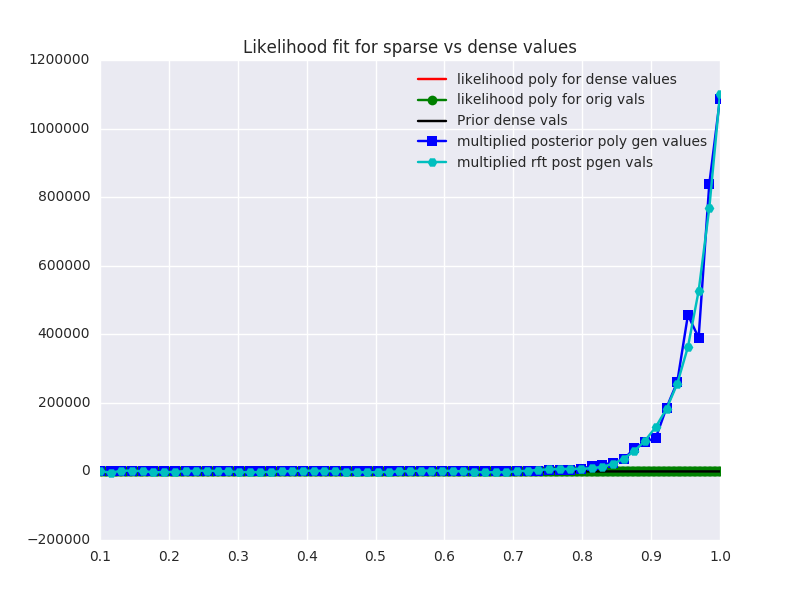 Likelihood fit for sparse vs dense values
1200000
1000000
800000
600000
400000
200000
0
−200000
likelihood poly for dense values
likelihood poly for orig vals
Prior dense vals
multiplied posterior poly gen values
multiplied rft post pgen vals
0.1 0.2 0.3 0.4 0.5 0.6 0.7 0.8 0.9 1.0